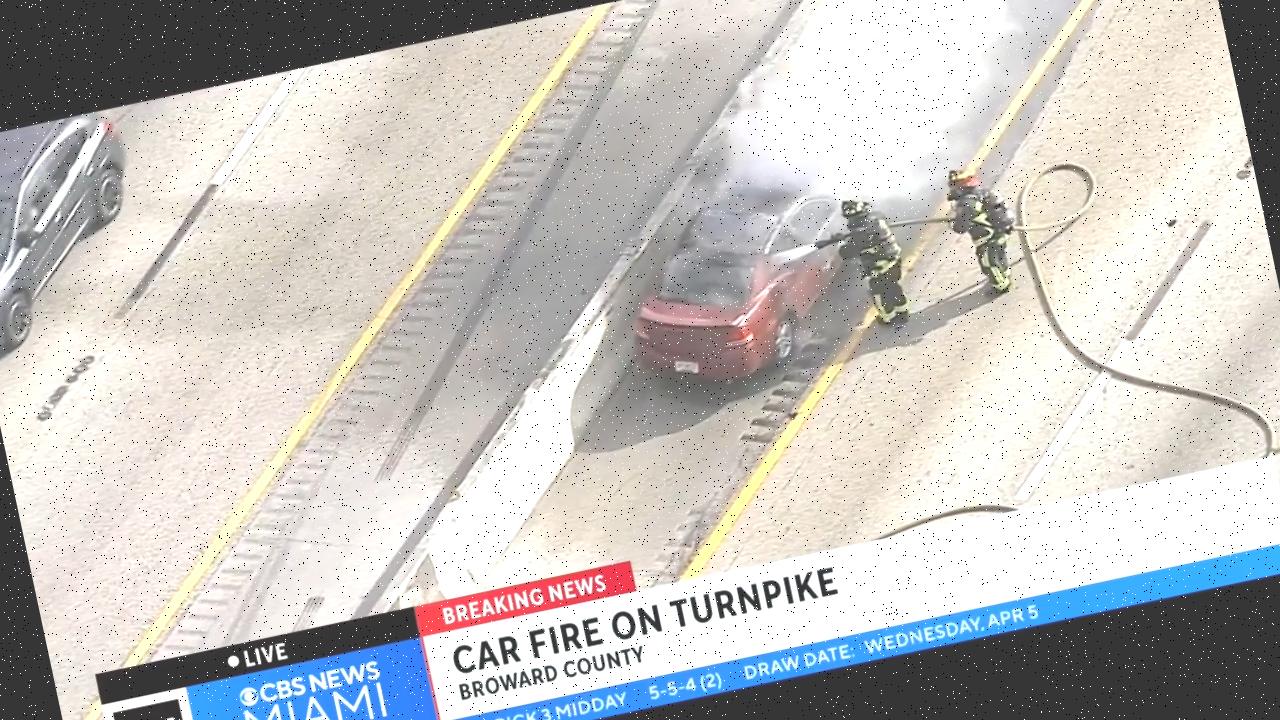 BREAKING NEWS
CAR FIRE ON TURNPIKE
BROWARD COUNTY
LIVE
CBS NEWS
MIAMI
PICK 3 MIDDAY 5-5-4 (2) DRAW DATE: WEDNESDAY, APR 5